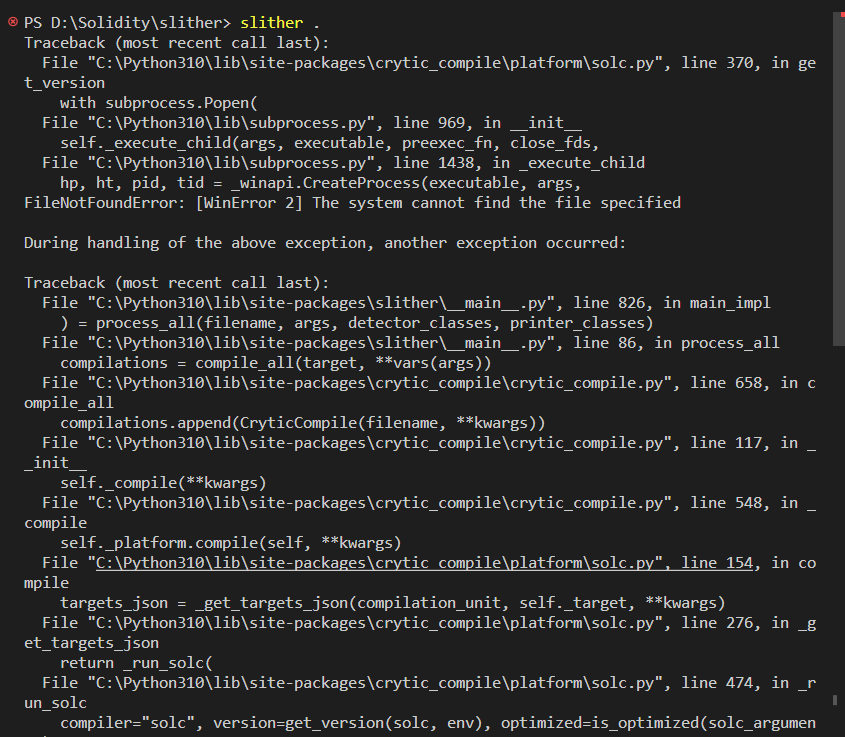 PS D:\Solidity\slither> slither .
Traceback (most recent call last):
  File "C:\Python310\lib\site-packages\crytic_compile\platform\solc.py", line 370, in ge
t_version
    with subprocess.Popen(
  File "C:\Python310\lib\subprocess.py", line 969, in __init__
    self._execute_child(args, executable, preexec_fn, close_fds,
  File "C:\Python310\lib\subprocess.py", line 1438, in _execute_child
    hp, ht, pid, tid = _winapi.CreateProcess(executable, args,
FileNotFoundError: [WinError 2] The system cannot find the file specified

During handling of the above exception, another exception occurred:

Traceback (most recent call last):
  File "C:\Python310\lib\site-packages\slither\__main__.py", line 826, in main_impl
    ) = process_all(filename, args, detector_classes, printer_classes)
  File "C:\Python310\lib\site-packages\slither\__main__.py", line 86, in process_all
    compilations = compile_all(target, **vars(args))
  File "C:\Python310\lib\site-packages\crytic_compile\crytic_compile.py", line 658, in c
ompile_all
    compilations.append(CryticCompile(filename, **kwargs))
  File "C:\Python310\lib\site-packages\crytic_compile\crytic_compile.py", line 117, in _
_init__
    self._compile(**kwargs)
  File "C:\Python310\lib\site-packages\crytic_compile\crytic_compile.py", line 548, in _
compile
    self._platform.compile(self, **kwargs)
  File "C:\Python310\lib\site-packages\crytic_compile\platform\solc.py", line 154, in co
mpile
    targets_json = _get_targets_json(compilation_unit, self._target, **kwargs)
  File "C:\Python310\lib\site-packages\crytic_compile\platform\solc.py", line 276, in _g
et_targets_json
    return _run_solc(
  File "C:\Python310\lib\site-packages\crytic_compile\platform\solc.py", line 474, in _r
un_solc
    compiler="solc", version=get_version(solc, env), optimized=is_optimized(solc_argumen